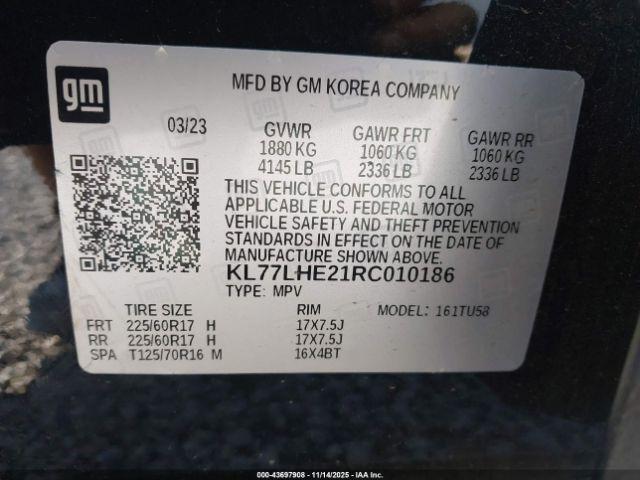 gm
MFD BY GM KOREA COMPANY
03/23 GVWR GAWR FRT GAWR RR
1880 KG 1060 KG 1060 KG
4145 LB 2336 LB 2336 LB
THIS VEHICLE CONFORMS TO ALL
APPLICABLE U.S. FEDERAL MOTOR
VEHICLE SAFETY AND THEFT PREVENTION
STANDARDS IN EFFECT ON THE DATE OF
MANUFACTURE SHOWN ABOVE.
KL77LHE21RC010186
TYPE: MPV
TIRE SIZE RIM MODEL: 161TU58
FRT 225/60R17 H 17X7.5J
RR 225/60R17 H 17X7.5J
SPA T125/70R16 M 16X4BT
000-43697908 - 11/14/2025 - IAA Inc.